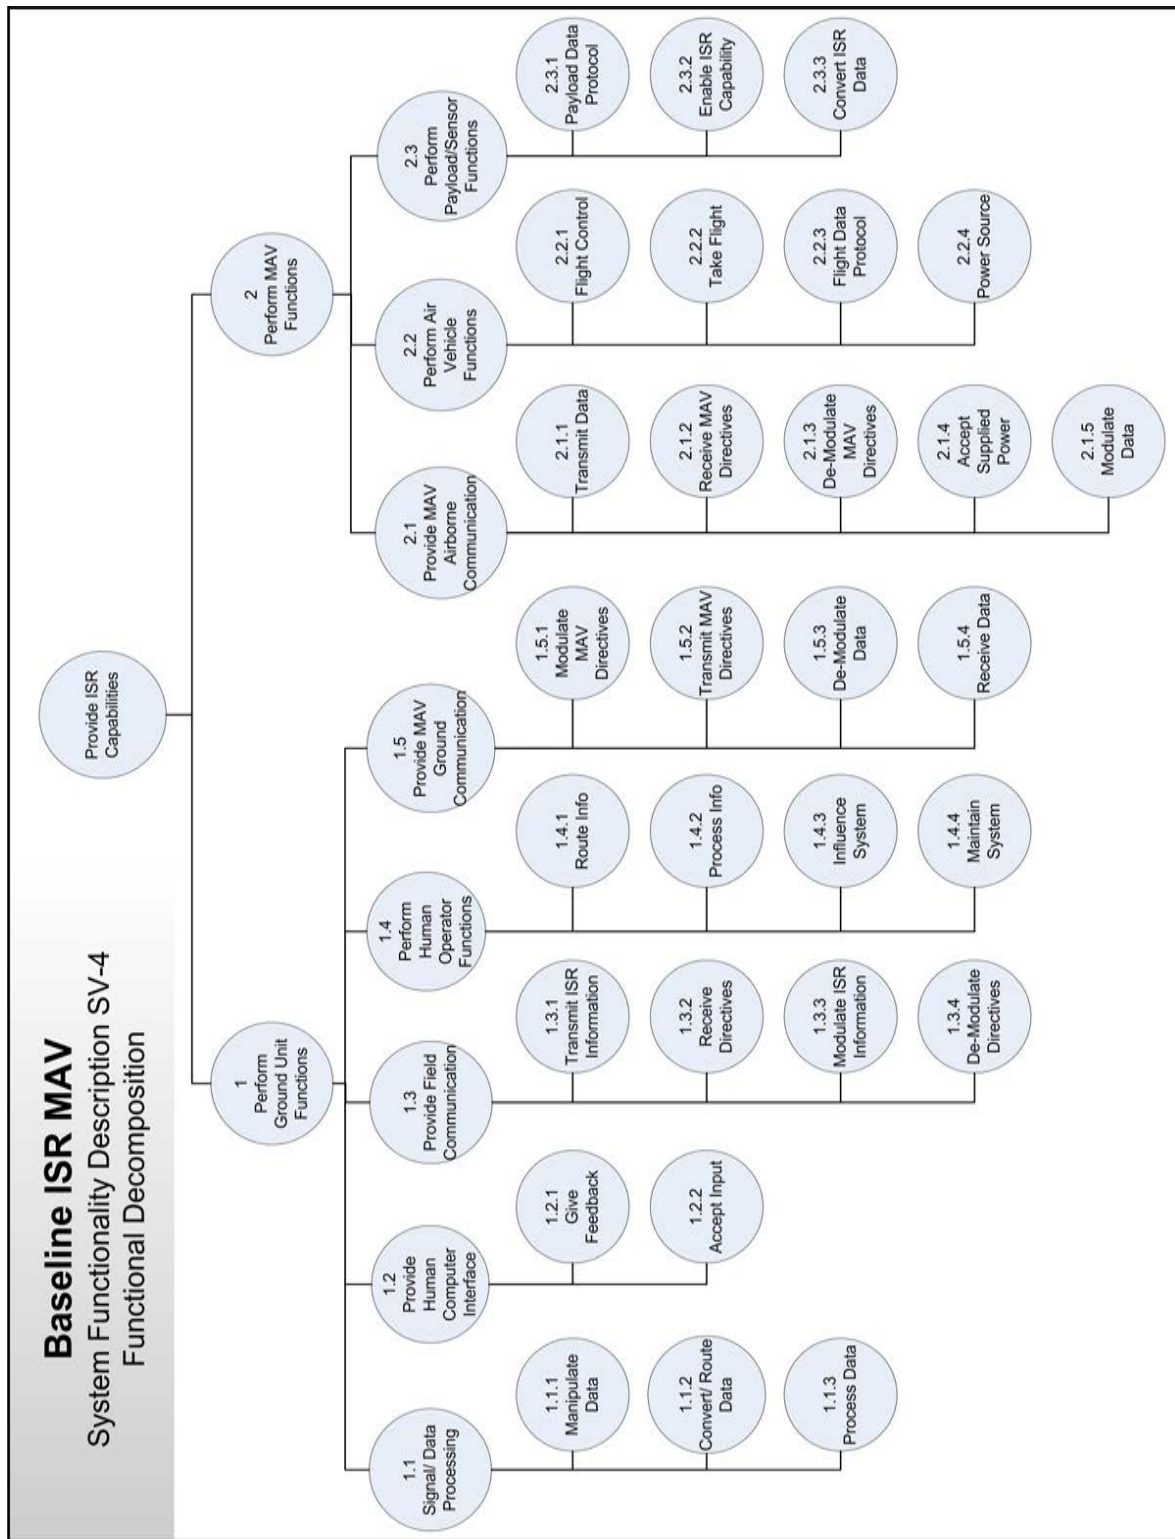 Baseline ISR MAV
System Functionality Description SV-4
Functional Decomposition
Provide ISR
Capabilities
1
Perform
Ground Unit
Functions
2
Perform MAV
Functions
1.1
Signal/ Data
Processing
1.2
Provide
Human
Computer
Interface
1.3
Provide Field
Communication
1.4
Perform
Human
Operator
Functions
1.5
Provide MAV
Ground
Communication
2.1
Provide MAV
Airborne
Communication
2.2
Perform Air
Vehicle
Functions
2.3
Perform
Payload/Sensor
Functions
1.1.1
Manipulate
Data
1.1.2
Convert/ Route
Data
1.1.3
Process Data
1.2.1
Give
Feedback
1.2.2
Accept Input
1.3.1
Transmit ISR
Information
1.3.2
Receive
Directives
1.3.3
Modulate ISR
Information
1.3.4
De-Modulate
Directives
1.4.1
Route Info
1.4.2
Process Info
1.4.3
Influence
System
1.4.4
Maintain
System
1.5.1
Modulate
MAV
Directives
1.5.2
Transmit MAV
Directives
1.5.3
De-Modulate
Data
1.5.4
Receive Data
2.1.1
Transmit Data
2.1.2
Receive MAV
Directives
2.1.3
De-Modulate
MAV
Directives
2.1.4
Accept
Supplied
Power
2.1.5
Modulate
Data
2.2.1
Flight Control
2.2.2
Take Flight
2.2.3
Flight Data
Protocol
2.2.4
Power Source
2.3.1
Payload Data
Protocol
2.3.2
Enable ISR
Capability
2.3.3
Convert ISR
Data